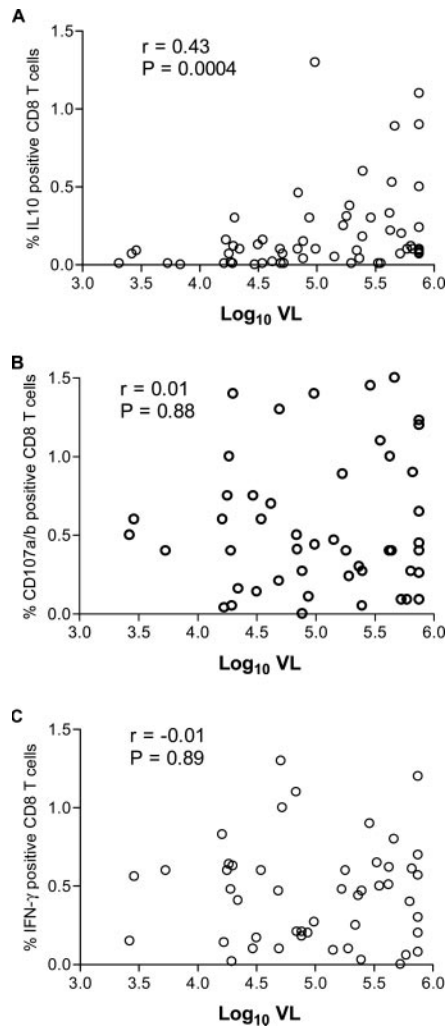 A
r = 0.43
P = 0.0004
% IL10 positive CD8 T cells
1.5
1.0
0.5
0.0
3.0 3.5 4.0 4.5 5.0 5.5 6.0
Log10 VL
B
r = 0.01
P = 0.88
% CD107a/b positive CD8 T cells
1.5
1.0
0.5
0.0
3.0 3.5 4.0 4.5 5.0 5.5 6.0
Log10 VL
C
r = -0.01
P = 0.89
% IFN-γ positive CD8 T cells
1.5
1.0
0.5
0.0
3.0 3.5 4.0 4.5 5.0 5.5 6.0
Log10 VL